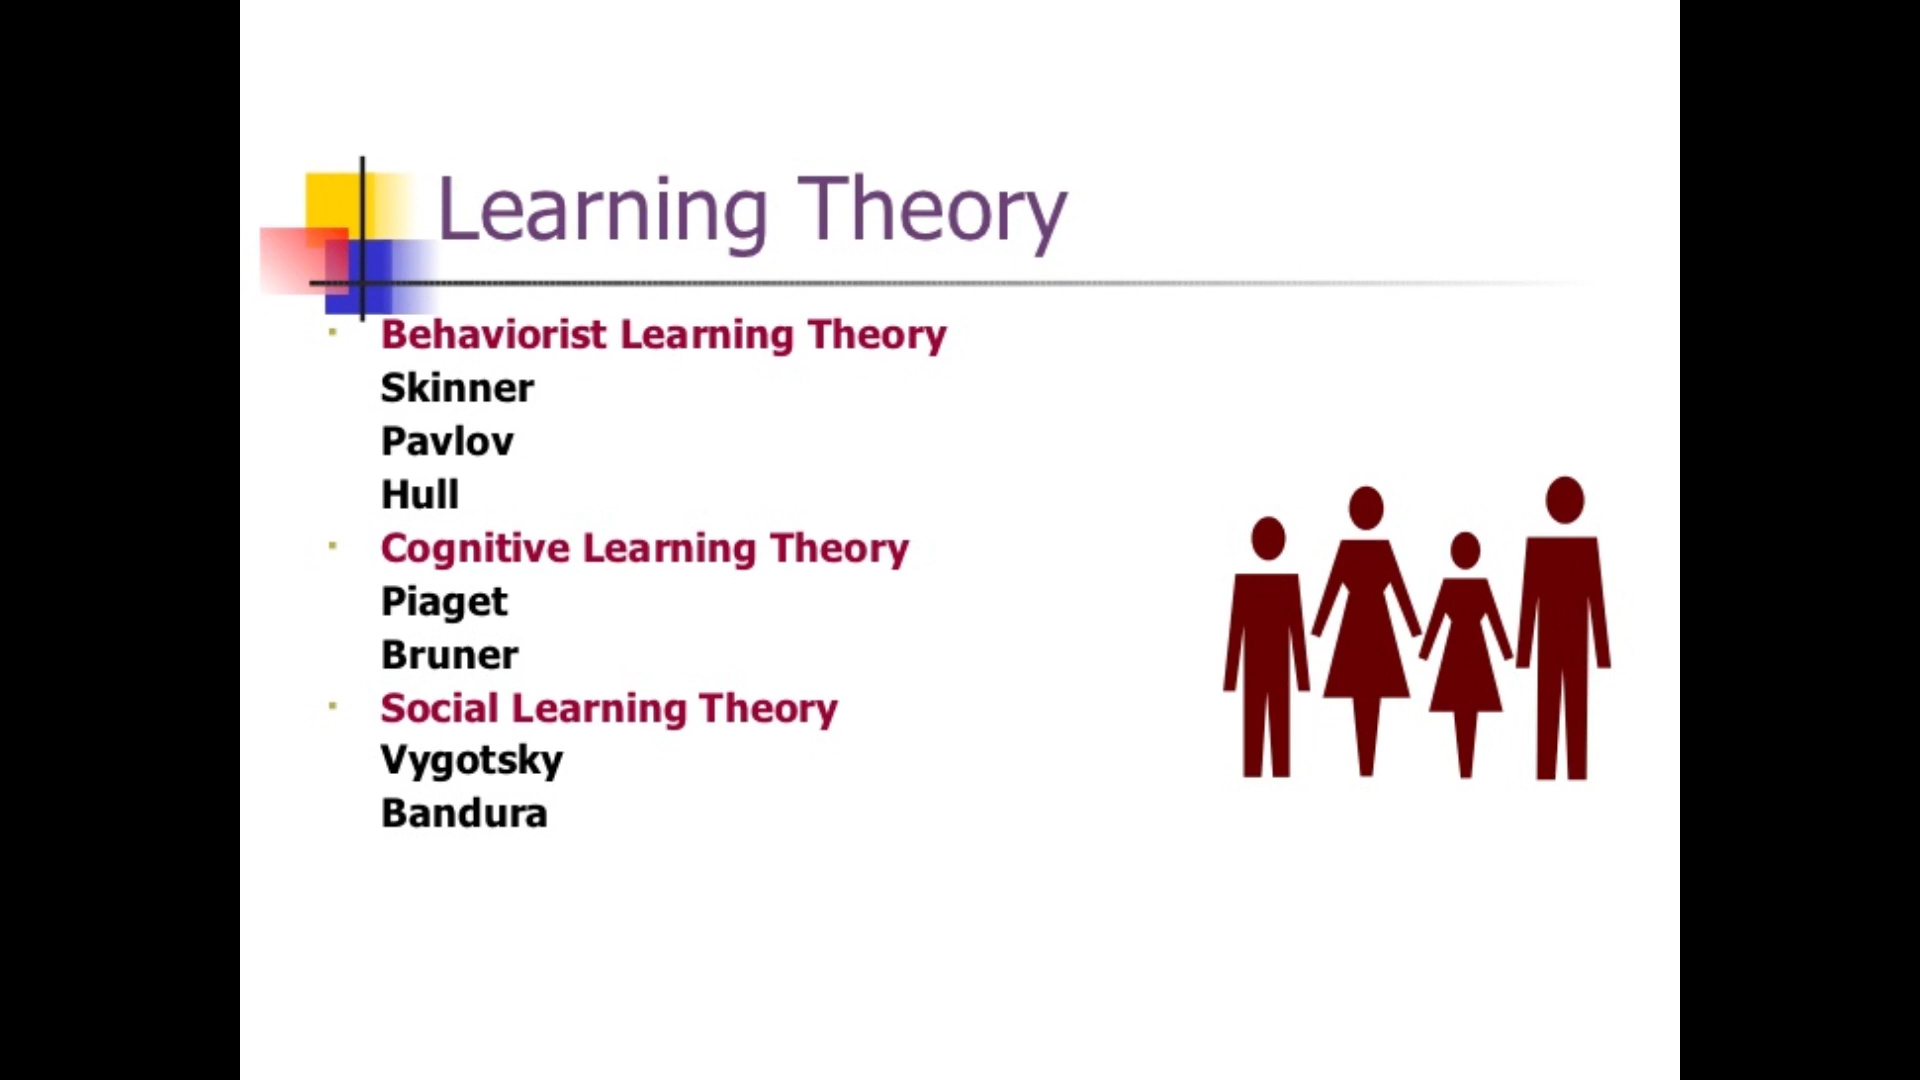 Learning Theory
Behaviorist Learning Theory
Skinner
Pavlov
Hull
Cognitive Learning Theory
Piaget
Bruner
Social Learning Theory
Vygotsky
Bandura